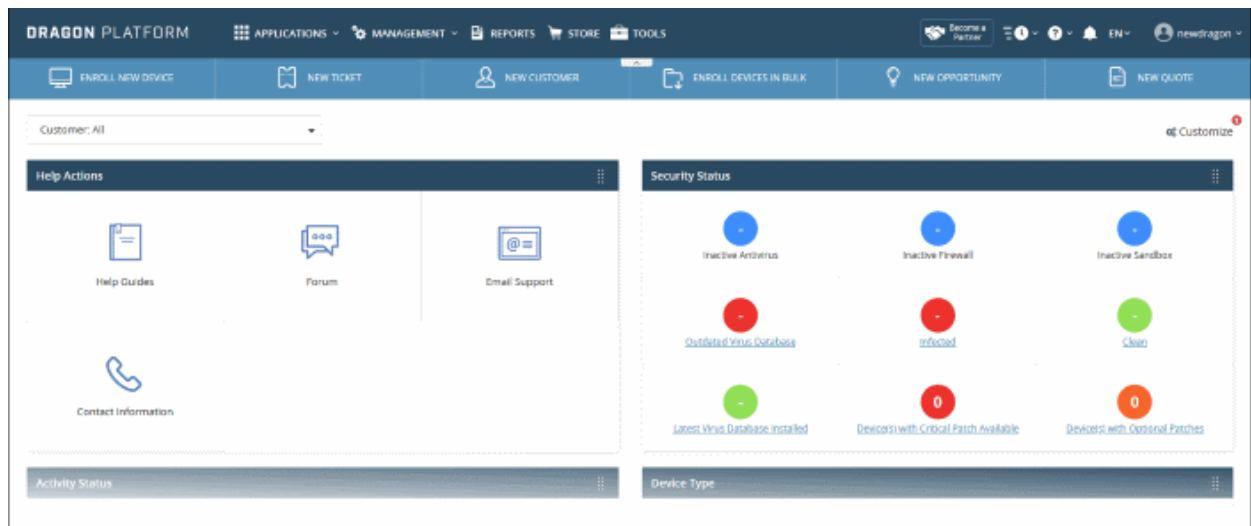 DRAGON PLATFORM
APPLICATIONS
MANAGEMENT
REPORTS
STORE
TOOLS
Become a
Partner
EN
newdragon
ENROLL NEW DEVICE
NEW TICKET
NEW CUSTOMER
ENROLL DEVICES IN BULK
NEW OPPORTUNITY
NEW QUOTE
Customer: All
1
Customize
Help Actions
Help Guides
Forum
@ =
Email Support
Contact Information
Security Status
-
-
-
Inactive Antivirus
Inactive Firewall
Inactive Sandbox
-
-
-
Outdated Virus Database
Infected
Clean
-
0
0
Latest Virus Database Installed
Device(s) with Critical Patch Available
Device(s) with Optional Patches
Activity Status
Device Type